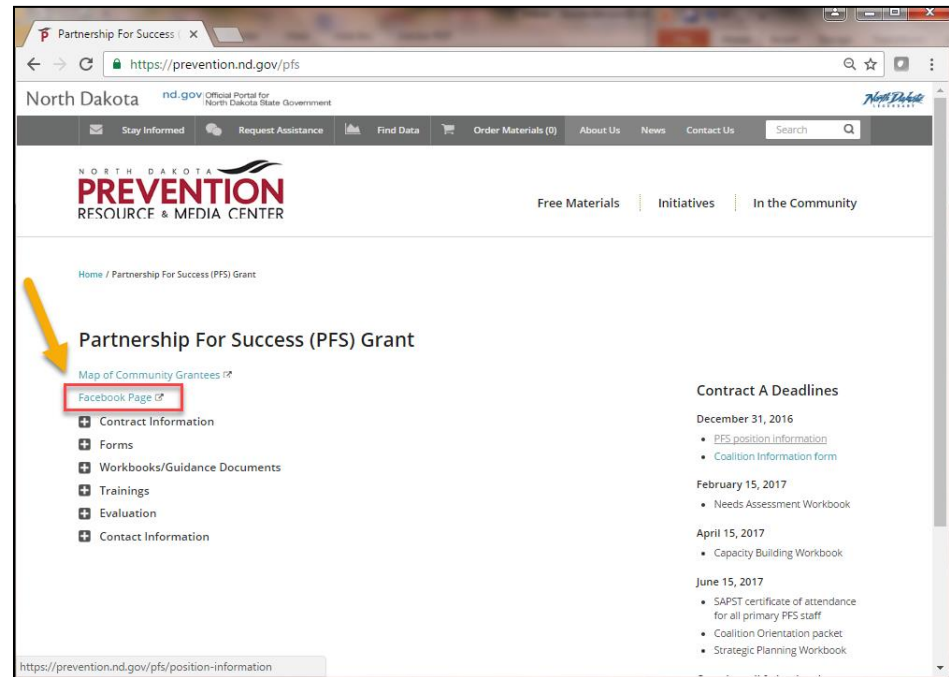 Partnership For Success
https://prevention.nd.gov/pfs
North Dakota nd.gov Official Portal for
North Dakota State Government
North Dakota
LEGENDARY
Stay Informed Request Assistance Find Data Order Materials (0) About Us News Contact Us Search
NORTH DAKOTA
PREVENTION
RESOURCE & MEDIA CENTER
Free Materials Initiatives In the Community
Home / Partnership For Success (PFS) Grant
Partnership For Success (PFS) Grant
Map of Community Grantees
Facebook Page
Contract Information
Forms
Workbooks/Guidance Documents
Trainings
Evaluation
Contact Information
Contract A Deadlines
December 31, 2016
• PFS position information
• Coalition Information form
February 15, 2017
• Needs Assessment Workbook
April 15, 2017
• Capacity Building Workbook
June 15, 2017
• SAPST certificate of attendance
for all primary PFS staff
• Coalition Orientation packet
• Strategic Planning Workbook
https://prevention.nd.gov/pfs/position-information